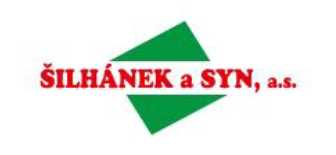 ŠILHÁNEK a SYN, a.s.